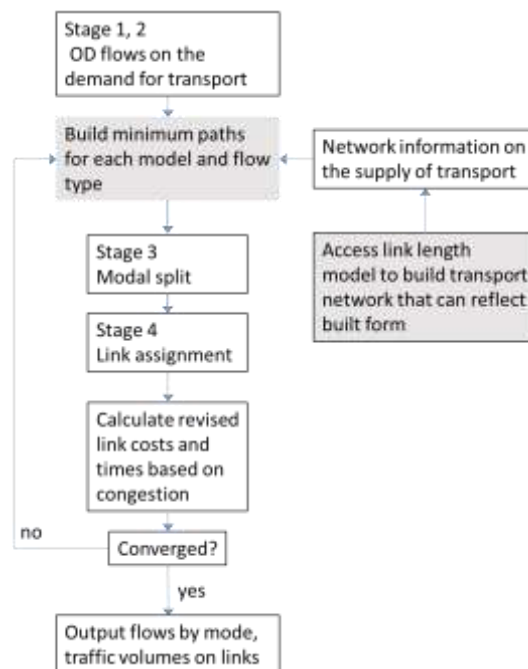 Stage 1, 2
OD flows on the
demand for transport
Build minimum paths
for each model and flow
type
Network information on
the supply of transport
Stage 3
Modal split
Access link length
model to build transport
network that can reflect
built form
Stage 4
Link assignment
Calculate revised
link costs and
times based on
congestion
no
Converged?
yes
Output flows by mode,
traffic volumes on links